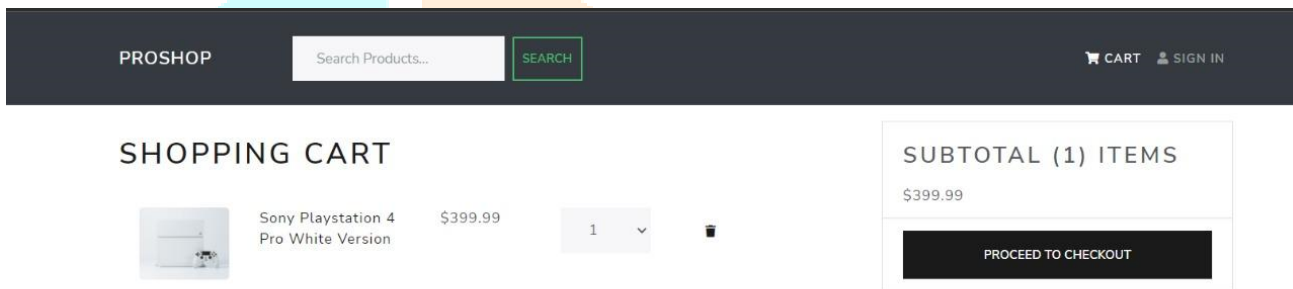 PROSHOP
Search Products...
SEARCH
CART
SIGN IN
SHOPPING CART
Sony Playstation 4
Pro White Version
$399.99
1
SUBTOTAL (1) ITEMS
$399.99
PROCEED TO CHECKOUT